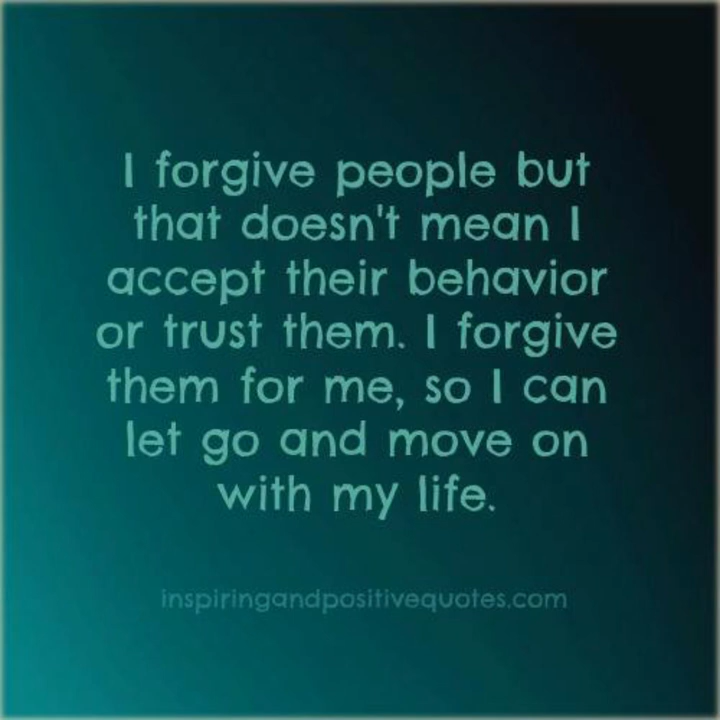 I forgive people but
that doesn't mean I
accept their behavior
or trust them. I forgive
them for me, so I can
let go and move on
with my life.
inspiringandpositivequotes.com